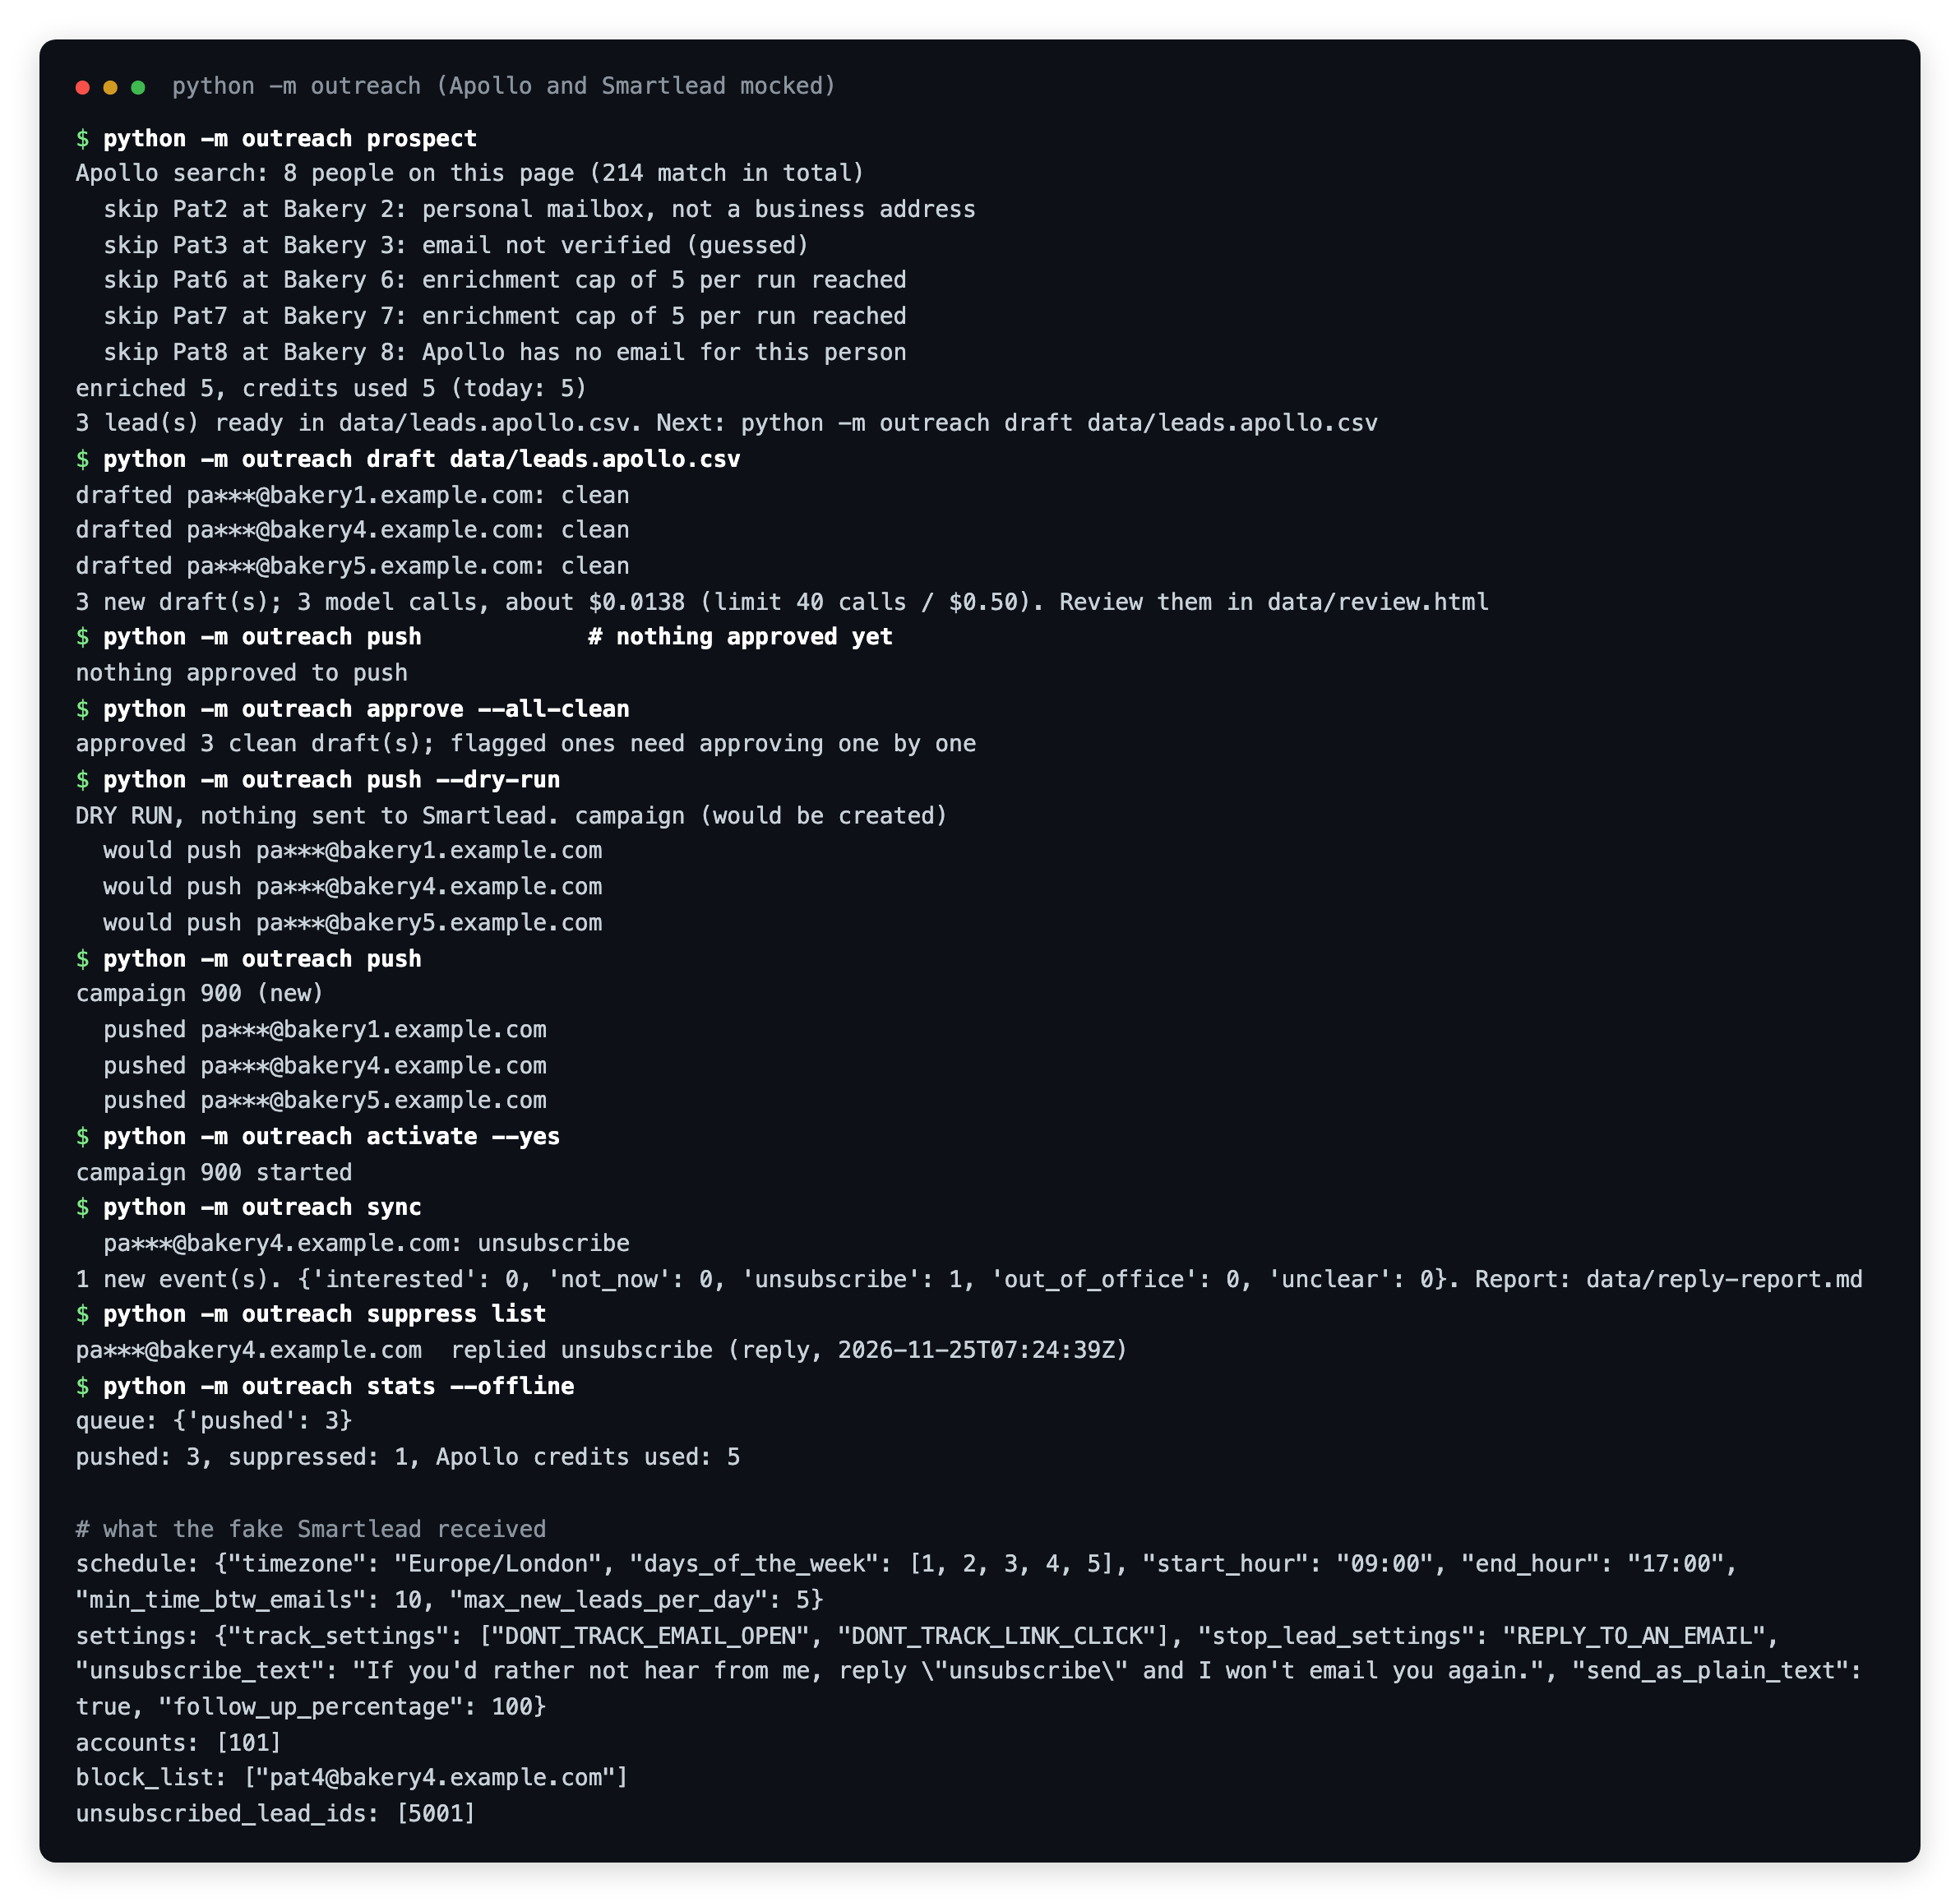 python -m outreach (Apollo and Smartlead mocked)
$ python -m outreach prospect
Apollo search: 8 people on this page (214 match in total)
  skip Pat2 at Bakery 2: personal mailbox, not a business address
  skip Pat3 at Bakery 3: email not verified (guessed)
  skip Pat6 at Bakery 6: enrichment cap of 5 per run reached
  skip Pat7 at Bakery 7: enrichment cap of 5 per run reached
  skip Pat8 at Bakery 8: Apollo has no email for this person
enriched 5, credits used 5 (today: 5)
3 lead(s) ready in data/leads.apollo.csv. Next: python -m outreach draft data/leads.apollo.csv
$ python -m outreach draft data/leads.apollo.csv
drafted pa***@bakery1.example.com: clean
drafted pa***@bakery4.example.com: clean
drafted pa***@bakery5.example.com: clean
3 new draft(s); 3 model calls, about $0.0138 (limit 40 calls / $0.50). Review them in data/review.html
$ python -m outreach push            # nothing approved yet
nothing approved to push
$ python -m outreach approve --all-clean
approved 3 clean draft(s); flagged ones need approving one by one
$ python -m outreach push --dry-run
DRY RUN, nothing sent to Smartlead. campaign (would be created)
  would push pa***@bakery1.example.com
  would push pa***@bakery4.example.com
  would push pa***@bakery5.example.com
$ python -m outreach push
campaign 900 (new)
  pushed pa***@bakery1.example.com
  pushed pa***@bakery4.example.com
  pushed pa***@bakery5.example.com
$ python -m outreach activate --yes
campaign 900 started
$ python -m outreach sync
  pa***@bakery4.example.com: unsubscribe
1 new event(s). {'interested': 0, 'not_now': 0, 'unsubscribe': 1, 'out_of_office': 0, 'unclear': 0}. Report: data/reply-report.md
$ python -m outreach suppress list
pa***@bakery4.example.com  replied unsubscribe (reply, 2026-11-25T07:24:39Z)
$ python -m outreach stats --offline
queue: {'pushed': 3}
pushed: 3, suppressed: 1, Apollo credits used: 5
# what the fake Smartlead received
schedule: {"timezone": "Europe/London", "days_of_the_week": [1, 2, 3, 4, 5], "start_hour": "09:00", "end_hour": "17:00",
"min_time_btw_emails": 10, "max_new_leads_per_day": 5}
settings: {"track_settings": ["DONT_TRACK_EMAIL_OPEN", "DONT_TRACK_LINK_CLICK"], "stop_lead_settings": "REPLY_TO_AN_EMAIL",
"unsubscribe_text": "If you'd rather not hear from me, reply \"unsubscribe\" and I won't email you again.", "send_as_plain_text":
true, "follow_up_percentage": 100}
accounts: [101]
block_list: ["pat4@bakery4.example.com"]
unsubscribed_lead_ids: [5001]